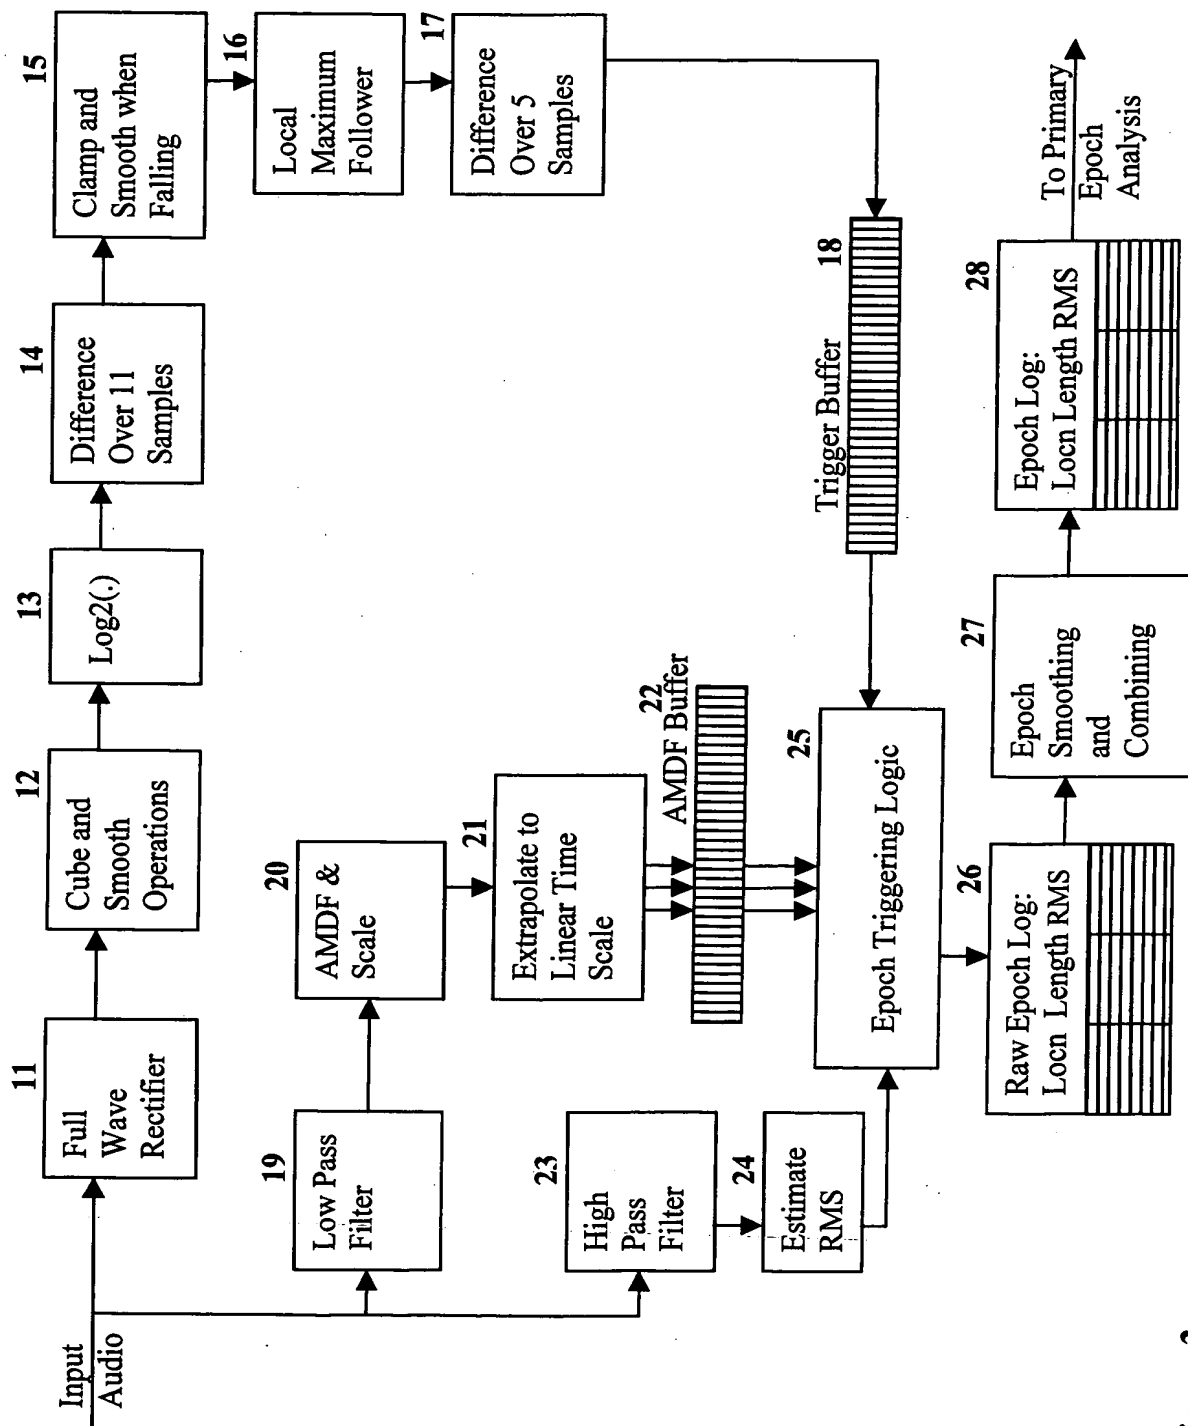 Input
Audio
11
Full
Wave
Rectifier
12
Cube and
Smooth
Operations
13
Log2(.)
14
Difference
Over 11
Samples
15
Clamp and
Smooth when
Falling
16
Local
Maximum
Follower
17
Difference
Over 5
Samples
18
Trigger Buffer
19
Low Pass
Filter
20
AMDF &
Scale
21
Extrapolate to
Linear Time
Scale
22
AMDF Buffer
23
High
Pass
Filter
24
Estimate
RMS
25
Epoch Triggering Logic
26
Raw Epoch Log:
Locn Length RMS
27
Epoch
Smoothing
and
Combining
28
Epoch Log:
Locn Length RMS
To Primary
Epoch
Analysis